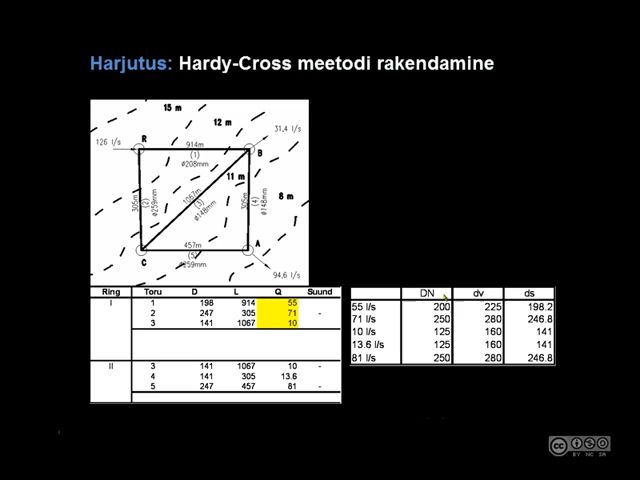 Harjutus: Hardy-Cross meetodi rakendamine
15 m
12 m
31,4 l/s
126 l/s
R
914m
(1)
ø208mm
B
11 m
305m
(2)
ø259mm
1067m
(3)
ø148mm
305m
(4)
ø148mm
8 m
457m
(5)
ø259mm
C
A
94,6 l/s
Ring Toru D L Q Suund
I 1 198 914 55
2 247 305 71 -
3 141 1067 10
II 3 141 1067 10 -
4 141 305 13.6
5 247 457 81 -
DN dv ds
55 l/s 200 225 198.2
71 l/s 250 280 246.8
10 l/s 125 160 141
13.6 l/s 125 160 141
81 l/s 250 280 246.8
cc
BY NC SA